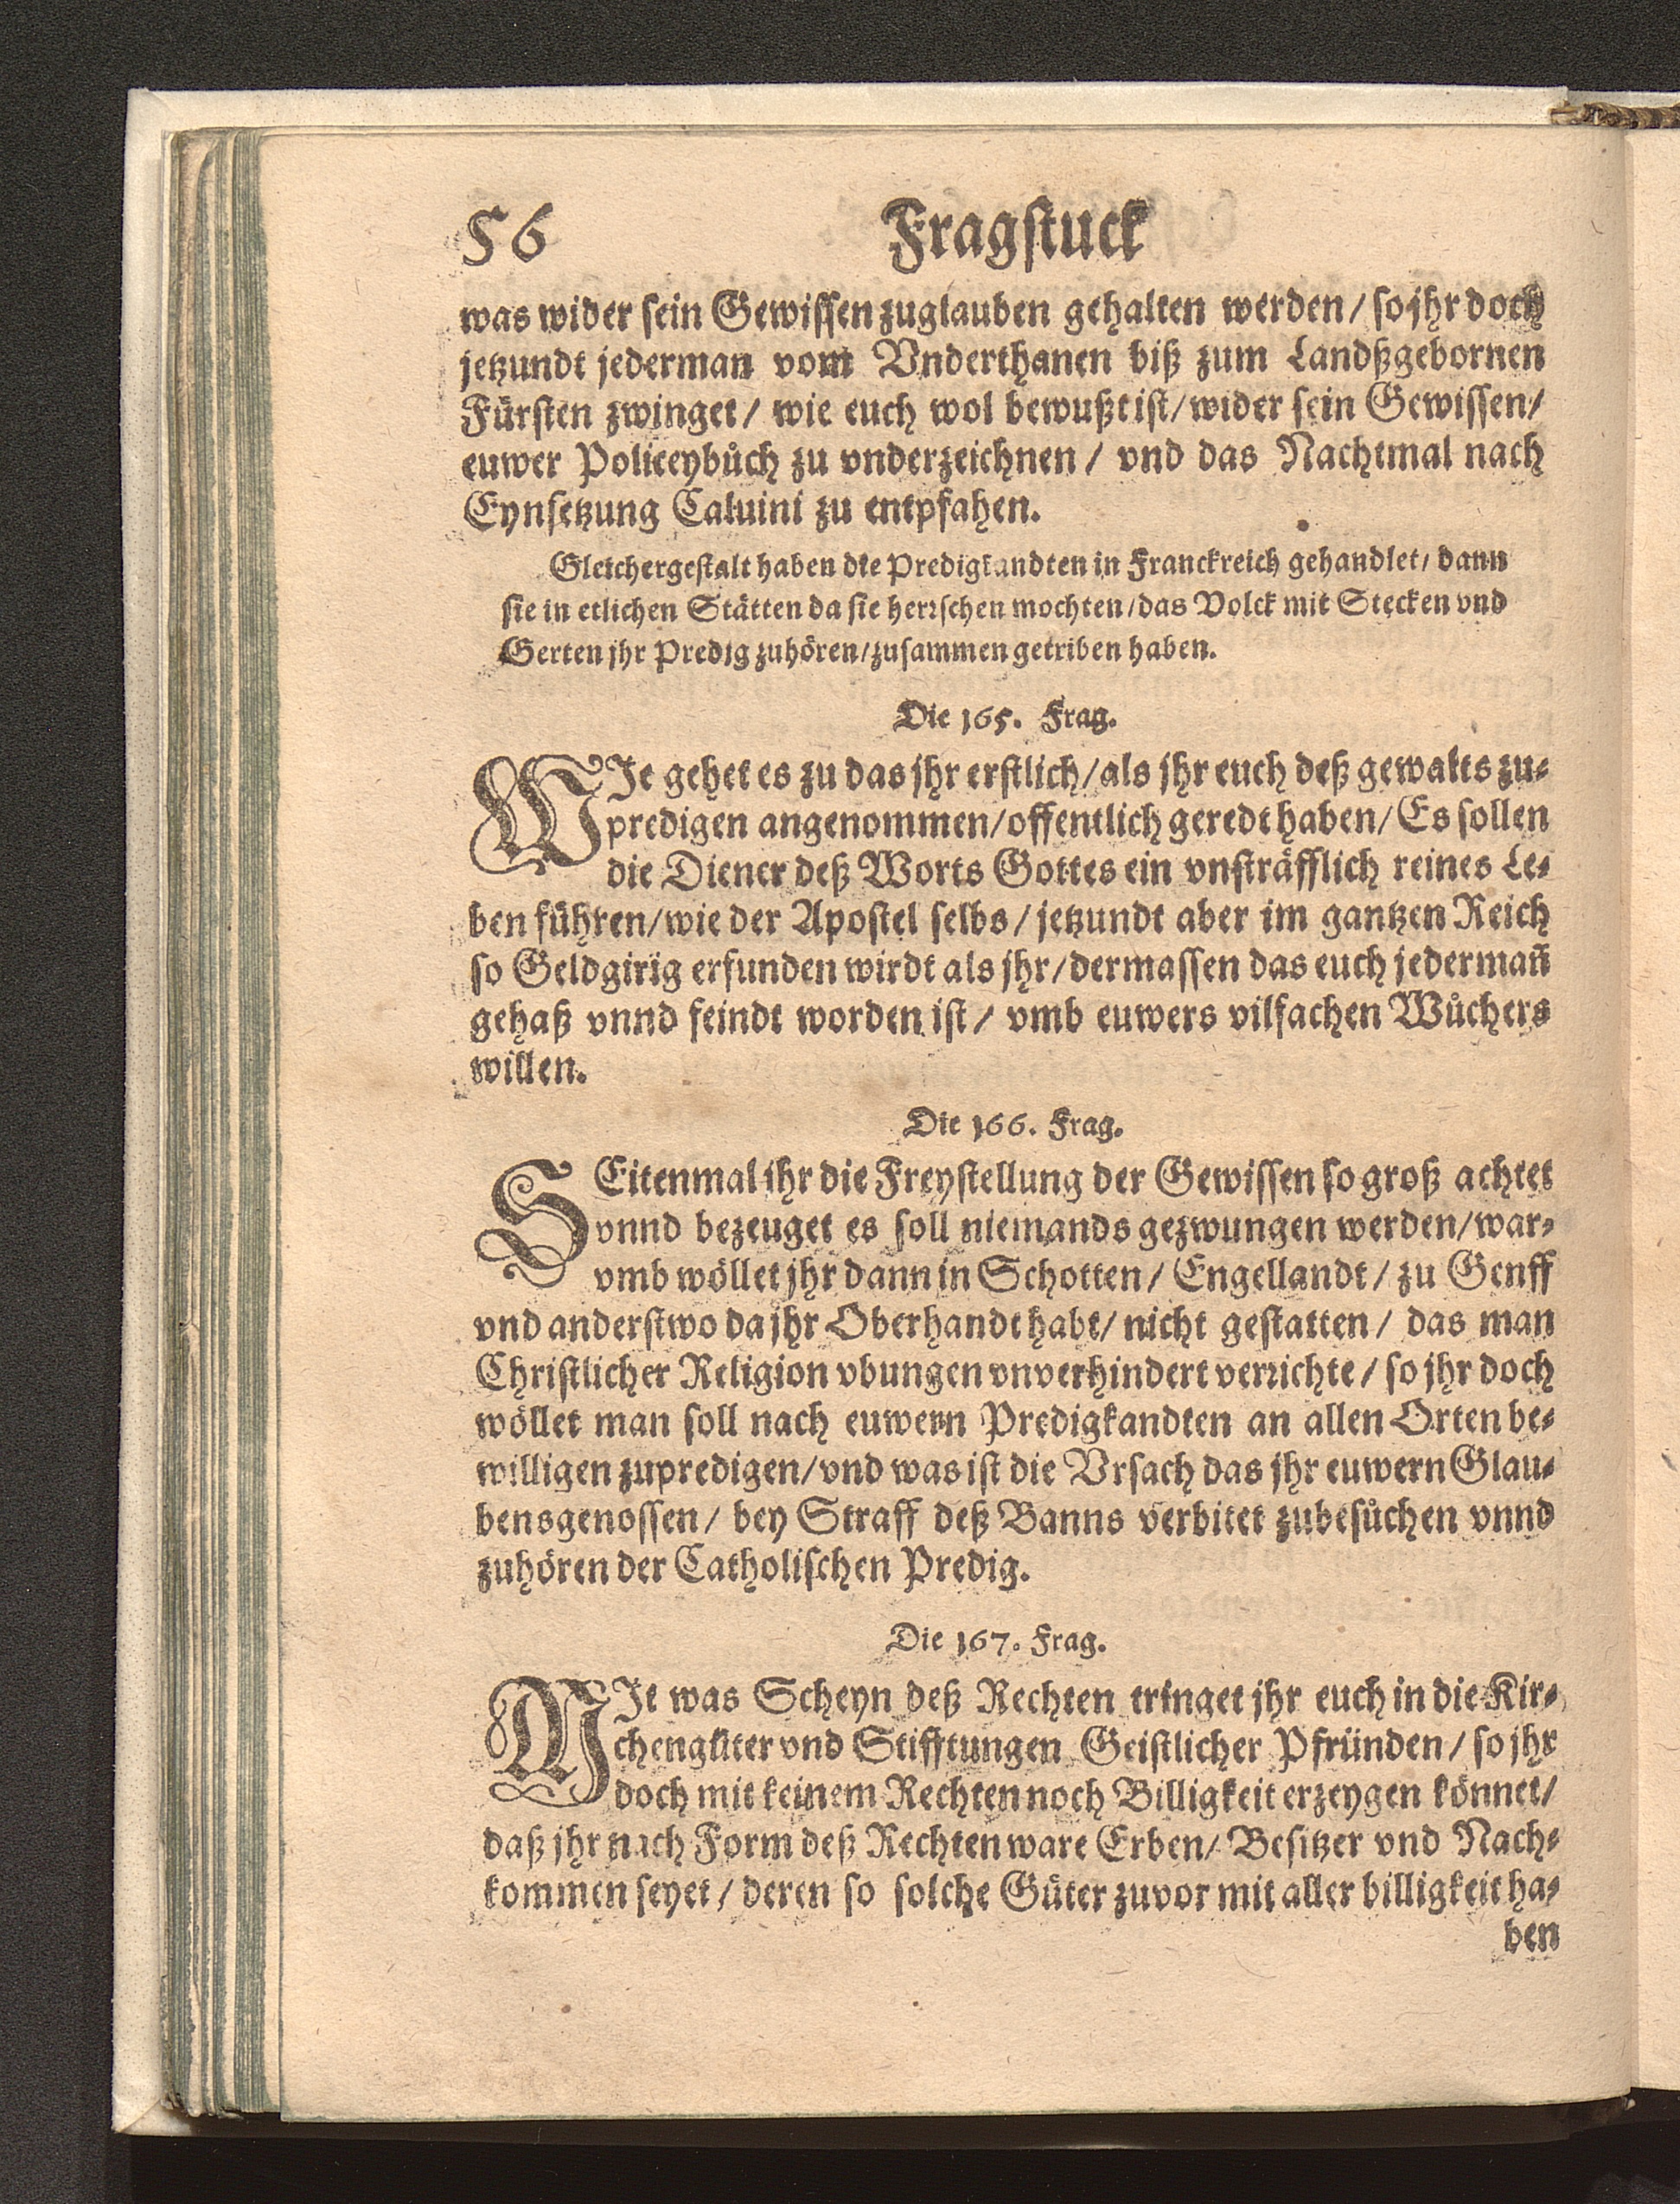 56 Fragstuck
was wider sein Gewissen zuglauben gehalten werden / so jhr doch
jetzundt jederman vom Vnderthanen biß zum Landßgebornen
Fürsten zwinget / wie euch wol bewußt ist / wider sein Gewissen /
euwer Policeybůch zu vnderzeichnen / vnd das Nachtmal nach
Eynsetzung Caluini zu entpfahen.
Gleichergestalt haben die Predigkandten in Franckreich gehandlet / dann
sie in etlichen Stätten da sie herrschen mochten / das Volck mit Stecken vnd
Gerten jhr Predig zuhören / zusammen getriben haben.
Die 165. Frag.
WIe gehet es zu das jhr erstlich / als jhr euch deß gewalts zu-
predigen angenommen / offentlich geredt haben / Es sollen
die Diener deß Worts Gottes ein vnsträfflich reines Le-
ben führen / wie der Apostel selbs / jetzundt aber im gantzen Reich
so Geldgirig erfunden wirdt als jhr / dermassen das euch jederman̄
gehaß vnnd feindt worden ist / vmb euwers vilfachen Wůchers
willen.
Die 166. Frag.
SEitenmal ihr die Freystellung der Gewissen so groß achtet
vnnd bezeuget es soll niemands gezwungen werden / war-
vmb wöllet jhr dann in Schotten / Engellandt / zu Genff
vnd anderstwo da jhr Oberhandt habt / nicht gestatten / das man
Christlicher Religion vbungen vnverhindert verrichte / so jhr doch
wöllet man soll nach euwern Predigkandten an allen Orten be-
willigen zupredigen / vnd was ist die Vrsach das jhr euwern Glau-
bensgenossen / bey Straff deß Banns verbitet zubesůchen vnnd
zuhören der Catholischen Predig.
Die 167. Frag.
MIt was Scheyn deß Rechten tringet jhr euch in die Kir-
chengüter vnd Stifftungen Geistlicher Pfründen / so jhr
doch mit keinem Rechten noch Billigkeit erzeygen könnet /
daß jhr nach Form deß Rechten ware Erben / Besitzer vnd Nach-
kommen seyet / deren so solche Güter zuvor mit aller billigkeit ha-
ben